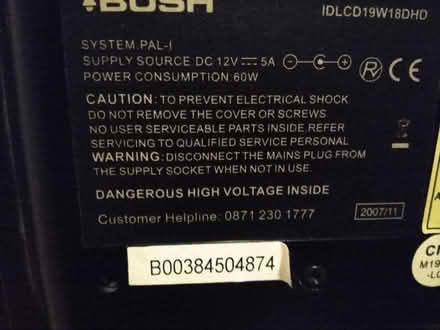 BUSH
IDLCD19W18DHD
SYSTEM:PAL-I
SUPPLY SOURCE:DC 12V⎓5A
POWER CONSUMPTION:60W
CAUTION: TO PREVENT ELECTRICAL SHOCK
DO NOT REMOVE THE COVER OR SCREWS
NO USER SERVICEABLE PARTS INSIDE.REFER
SERVICING TO QUALIFIED SERVICE PERSONAL
WARNING:DISCONNECT THE MAINS PLUG FROM
THE SUPPLY SOCKET WHEN NOT IN USE.
DANGEROUS HIGH VOLTAGE INSIDE
Customer Helpline: 0871 230 1777
2007/11
B00384504874
M19